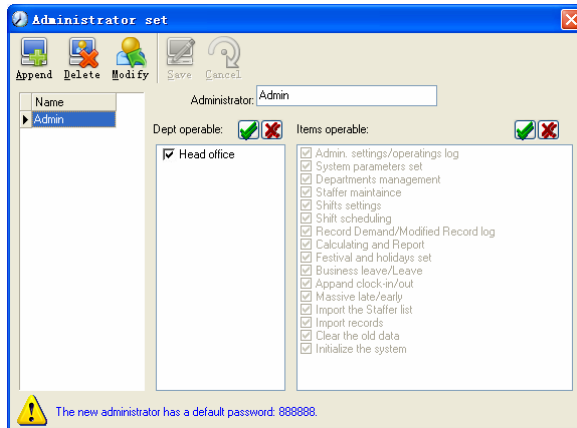 Administrator set
Append Delete Modify Save Cancel
Name
Admin
Administrator: Admin
Dept operable:
Head office
Items operable:
Admin. settings/operatings log
System parameters set
Departments management
Staffer maintaince
Shifts settings
Shift scheduling
Record Demand/Modified Record log
Calculating and Report
Festival and holidays set
Business leave/Leave
Appand clock-in/out
Massive late/early
Import the Staffer list
Import records
Clear the old data
Initialize the system
The new administrator has a default password: 888888.